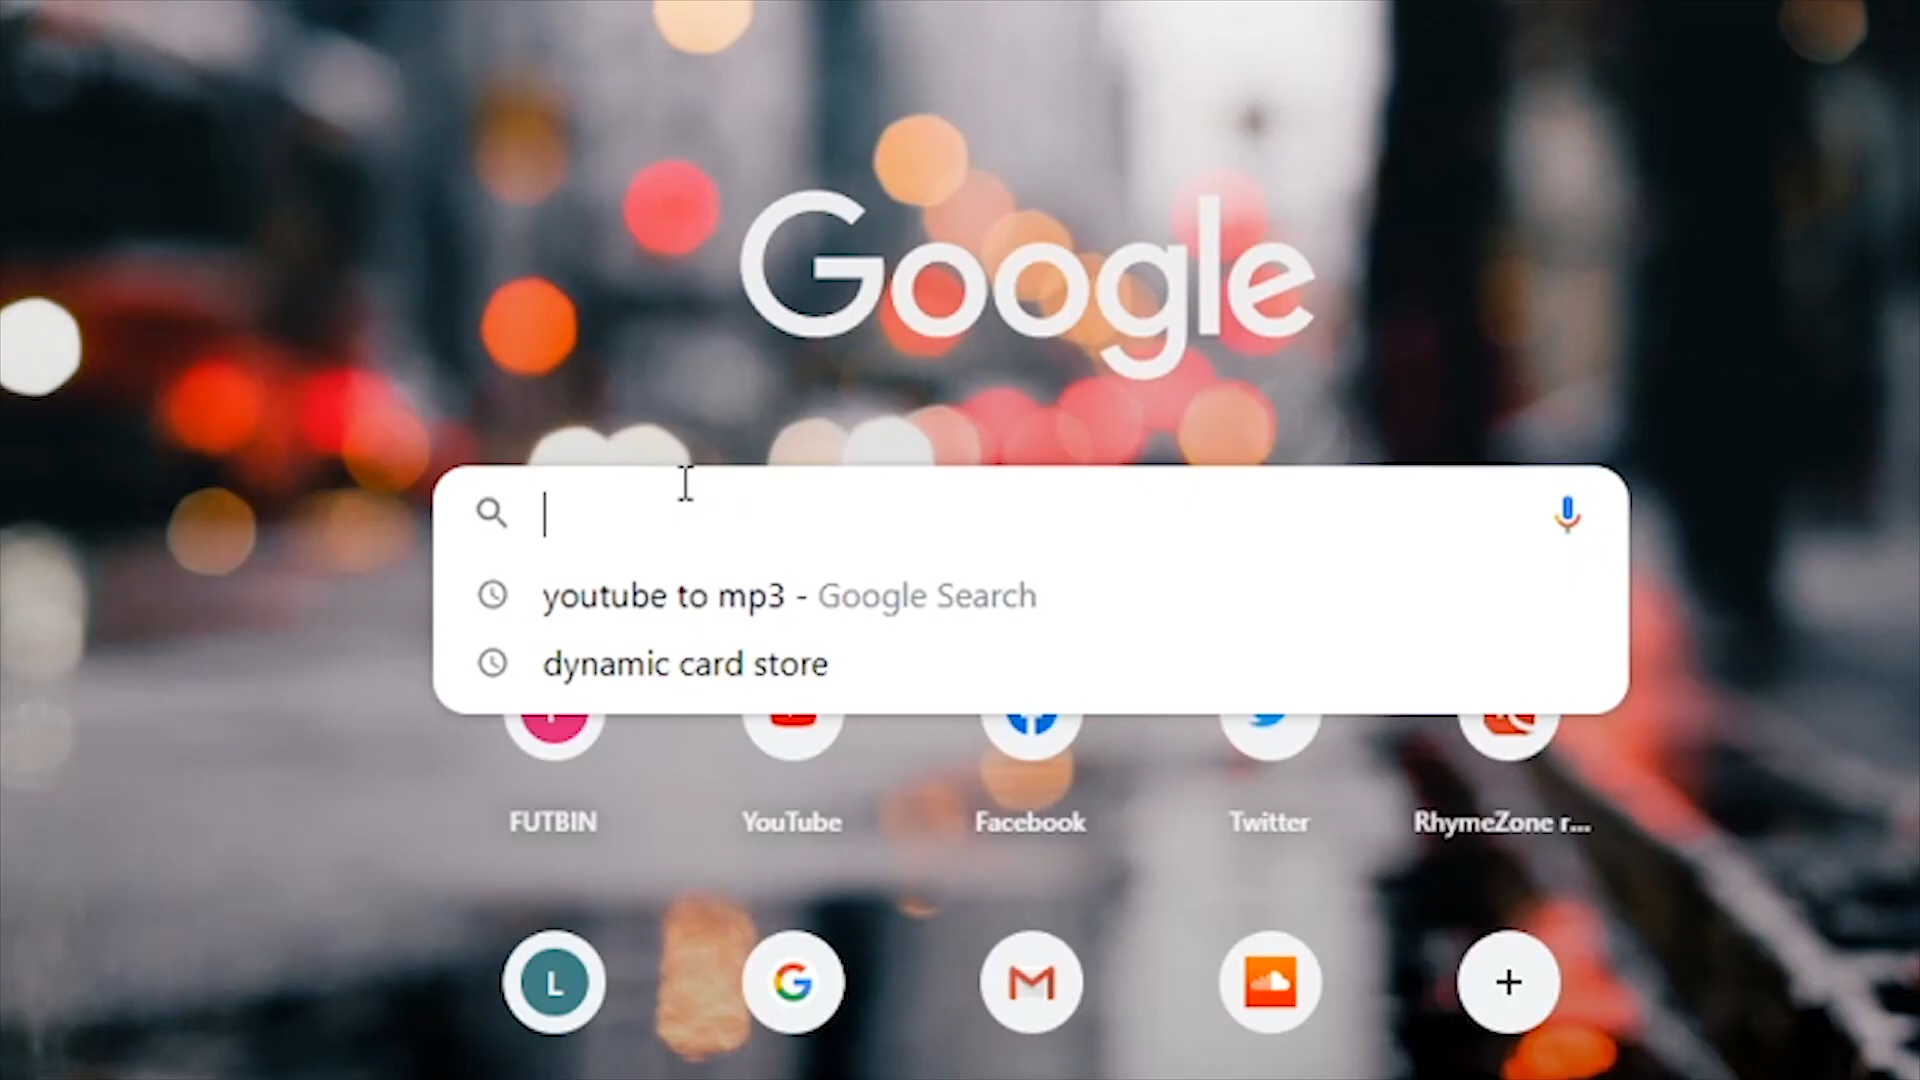 Google
youtube to mp3 - Google Search
dynamic card store
FUTBIN
YouTube
Facebook
Twitter
RhymeZone r...
L